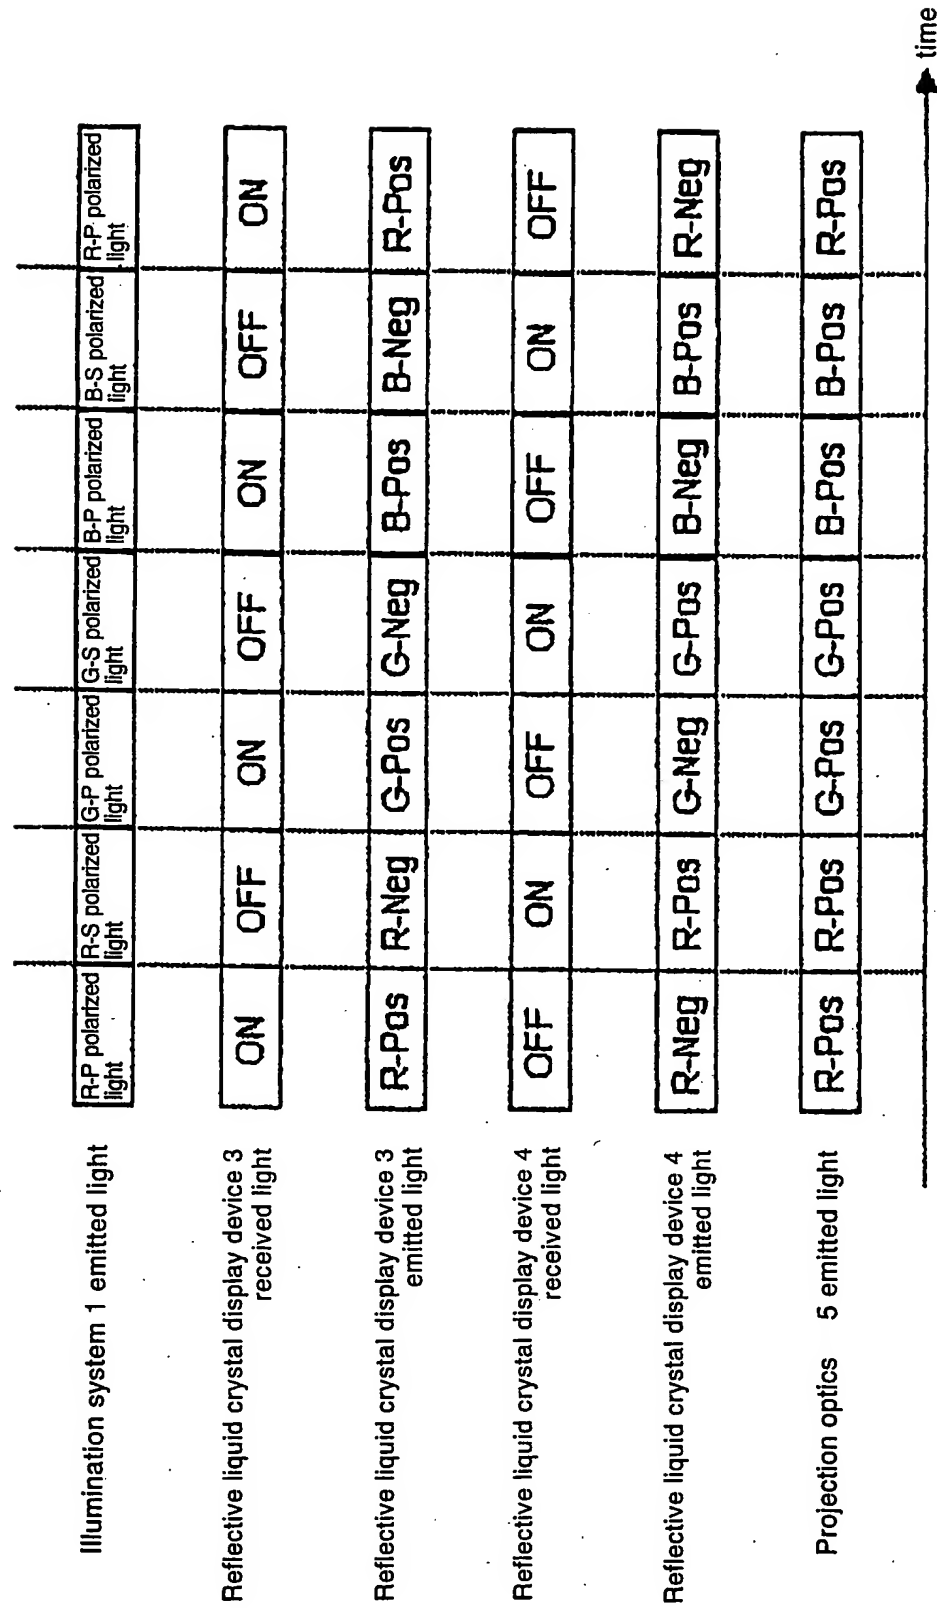 Illumination system 1 emitted light
R-P polarized
light
R-S polarized
light
G-P polarized
light
G-S polarized
light
B-P polarized
light
B-S polarized
light
R-P polarized
light
Reflective liquid crystal display device 3
received light
ON
OFF
ON
OFF
ON
OFF
ON
Reflective liquid crystal display device 3
emitted light
R-Pos
R-Neg
G-Pos
G-Neg
B-Pos
B-Neg
R-Pos
Reflective liquid crystal display device 4
received light
OFF
ON
OFF
ON
OFF
ON
OFF
Reflective liquid crystal display device 4
emitted light
R-Neg
R-Pos
G-Neg
G-Pos
B-Neg
B-Pos
R-Neg
Projection optics 5 emitted light
R-Pos
R-Pos
G-Pos
G-Pos
B-Pos
B-Pos
R-Pos
time